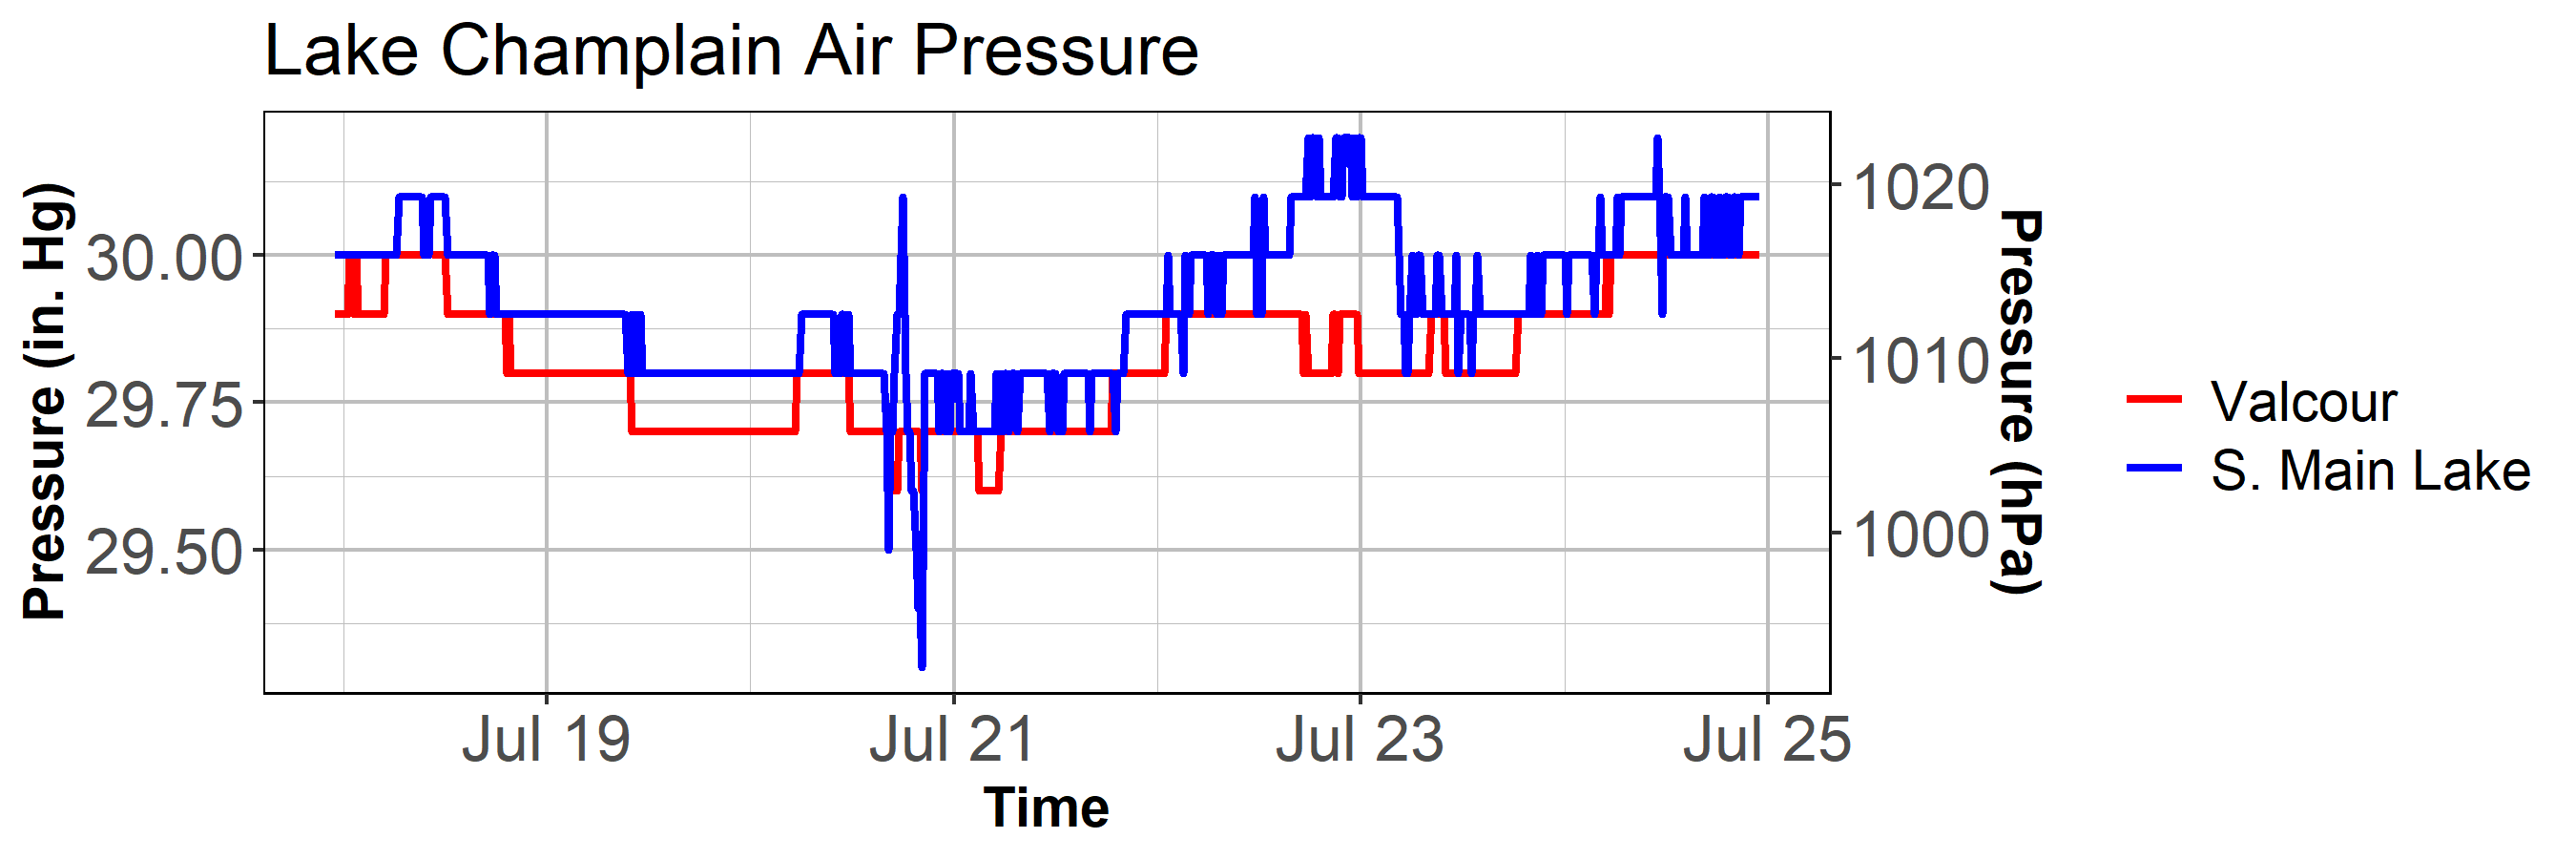 Lake Champlain Air Pressure
Pressure (in. Hg)
30.00
29.75
29.50
1020
1010
1000
Pressure (hPa)
Jul 19
Jul 21
Jul 23
Jul 25
Time
Valcour
S. Main Lake